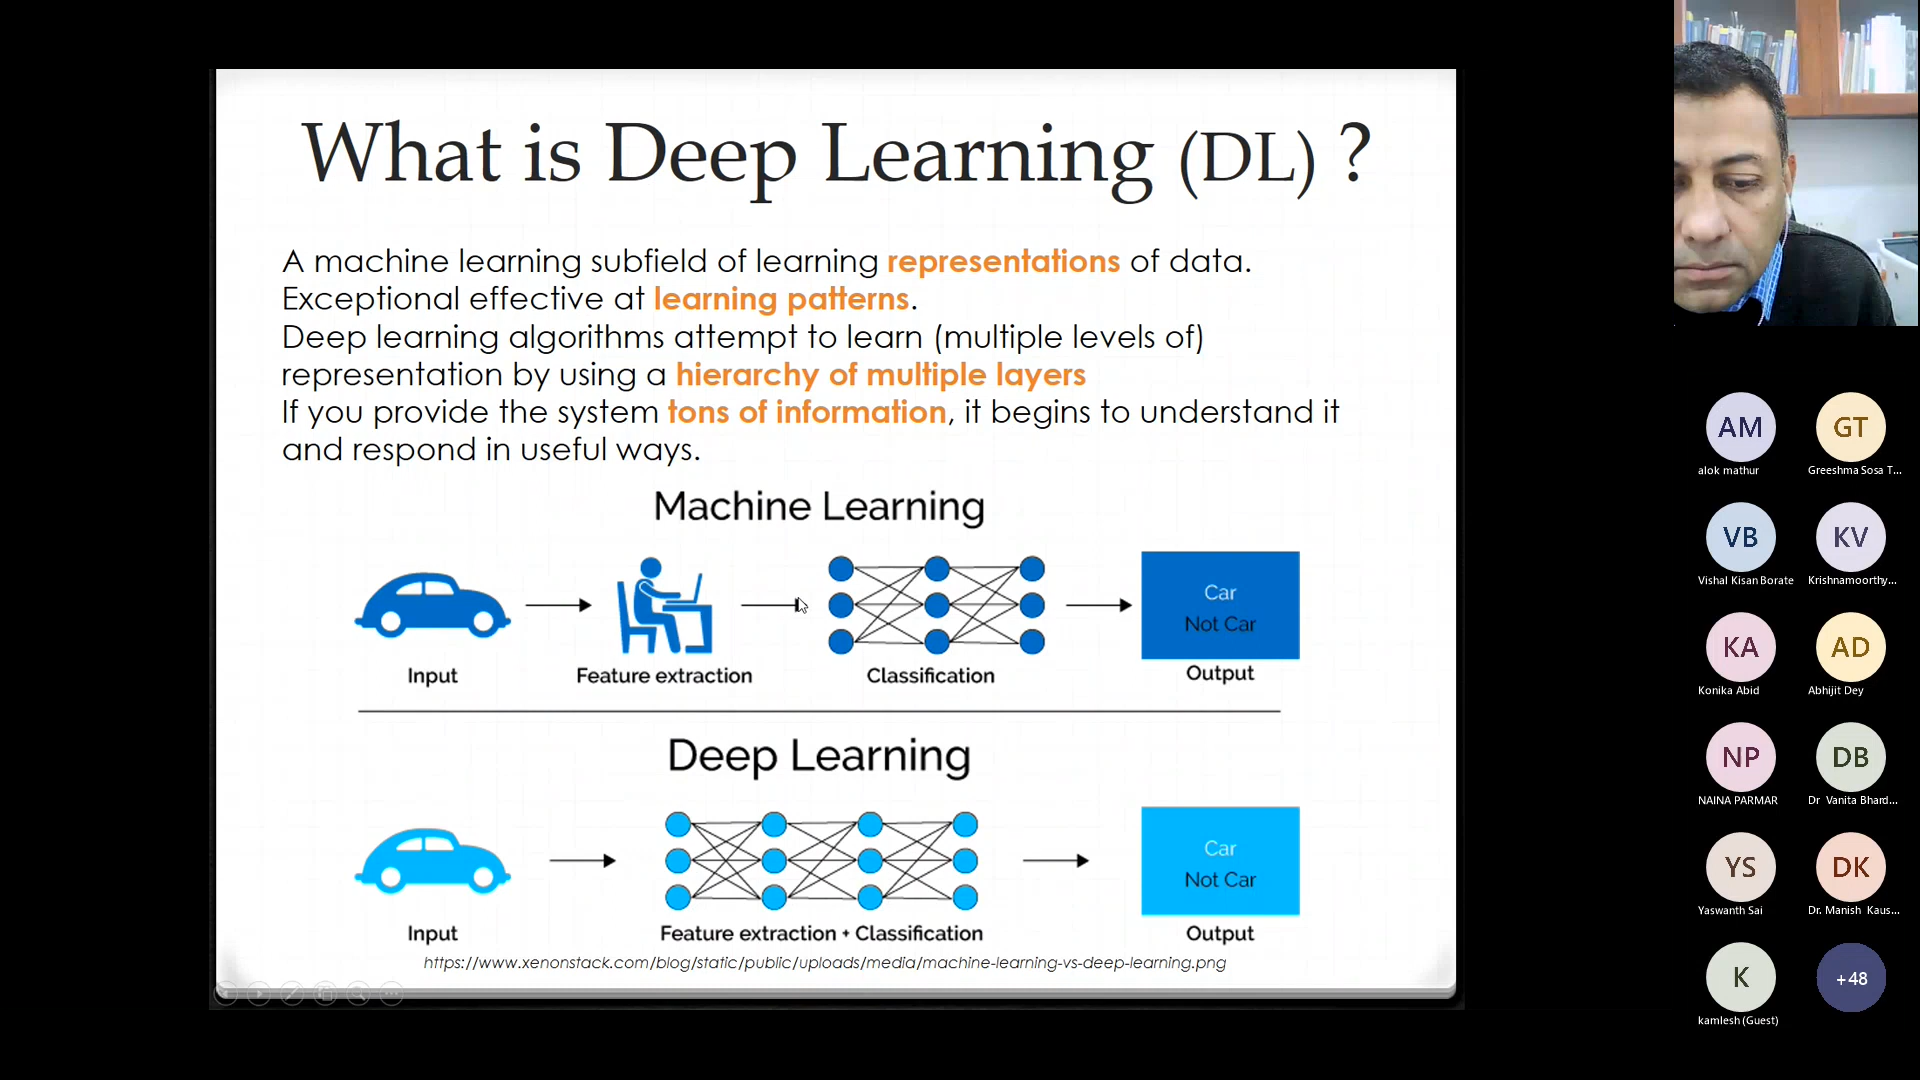 What is Deep Learning (DL) ?
A machine learning subfield of learning representations of data.
Exceptional effective at learning patterns.
Deep learning algorithms attempt to learn (multiple levels of)
representation by using a hierarchy of multiple layers
If you provide the system tons of information, it begins to understand it
and respond in useful ways.
Machine Learning
Car
Not Car
Input
Feature extraction
Classification
Output
Deep Learning
Car
Not Car
Input
Feature extraction + Classification
Output
https://www.xenonstack.com/blog/static/public/uploads/media/machine-learning-vs-deep-learning.png
AM
GT
alok mathur
Greeshma Sosa T...
VB
KV
Vishal Kisan Borate
Krishnamoorthy...
KA
AD
Konika Abid
Abhijit Dey
NP
DB
NAINA PARMAR
Dr Vanita Bhard...
YS
DK
Yaswanth Sai
Dr. Manish Kaus...
K
+48
kamlesh (Guest)